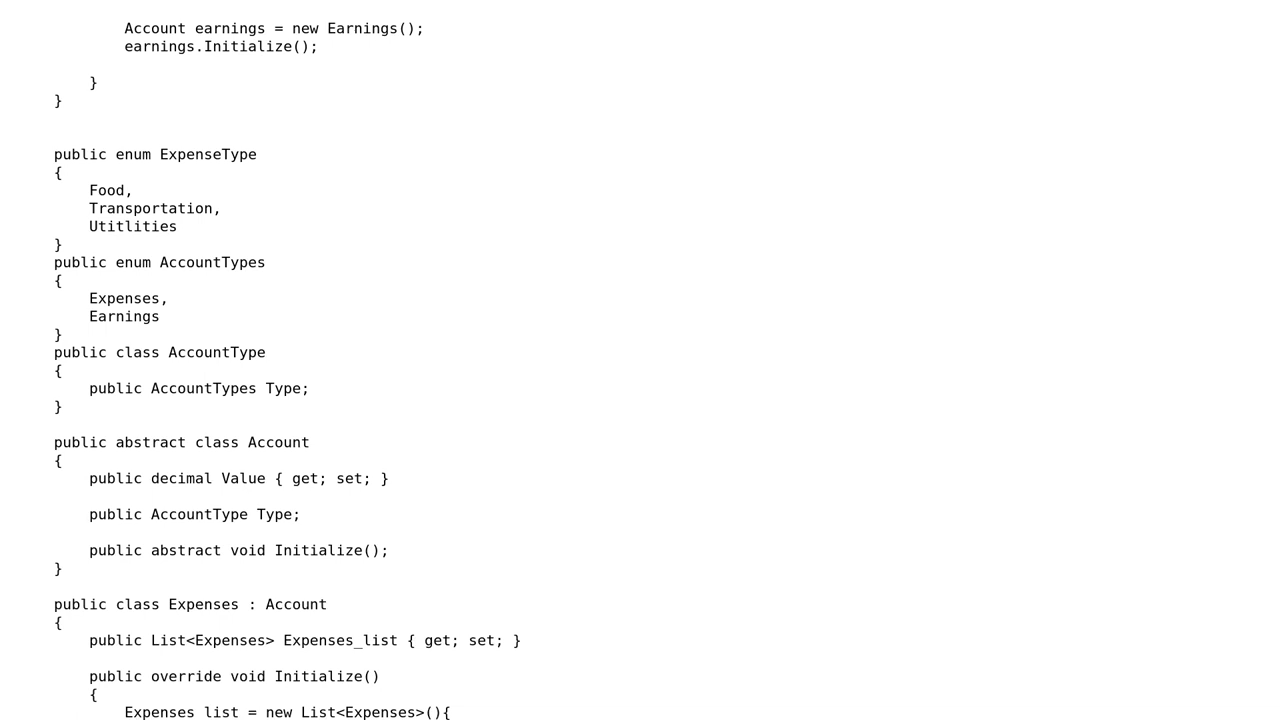 Account earnings = new Earnings();
earnings.Initialize();
}
}
public enum ExpenseType
{
Food,
Transportation,
Utitlities
}
public enum AccountTypes
{
Expenses,
Earnings
}
public class AccountType
{
public AccountTypes Type;
}
public abstract class Account
{
public decimal Value { get; set; }
public AccountType Type;
public abstract void Initialize();
}
public class Expenses : Account
{
public List<Expenses> Expenses_list { get; set; }
public override void Initialize()
{
Expenses list = new List<Expenses>(){